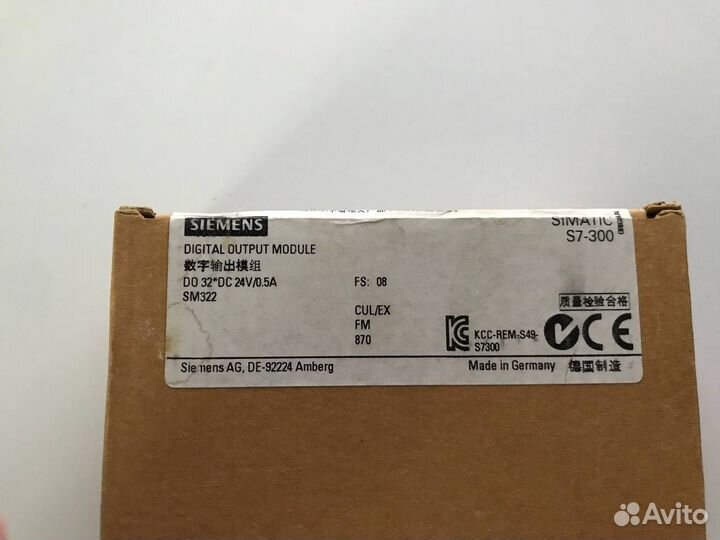 SIEMENS
SIMATIC
S7-300
ORIGINAL
DIGITAL OUTPUT MODULE
数字输出模组
DO 32*DC 24V/0.5A
SM322
FS: 08
CUL/EX
FM
870
质量检验合格
KCC-REM-S49-
S7300
CE
Siemens AG, DE-92224 Amberg
Made in Germany
德国制造
Avito